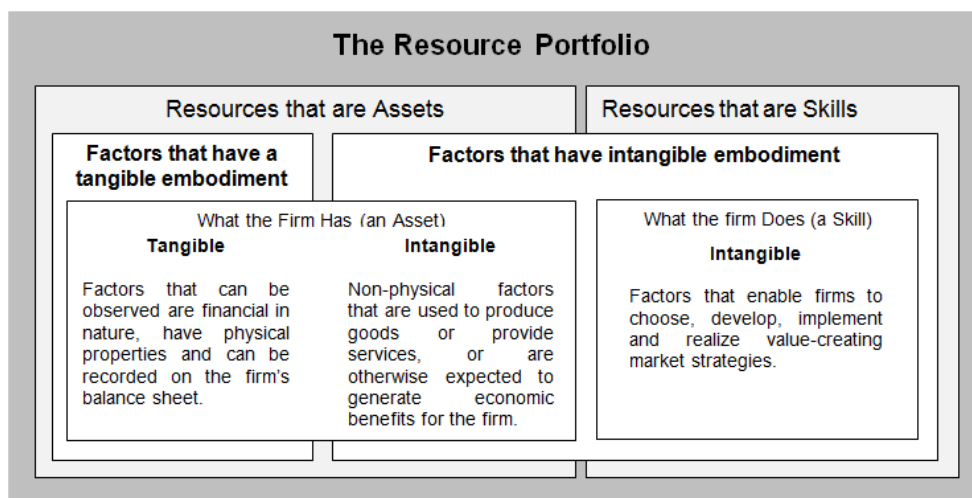 The Resource Portfolio
Resources that are Assets
Resources that are Skills
Factors that have a
tangible embodiment
Factors that have intangible embodiment
What the Firm Has (an Asset)
Tangible
Factors that can be
observed are financial in
nature, have physical
properties and can be
recorded on the firm's
balance sheet.
Intangible
Non-physical factors
that are used to produce
goods or provide
services, or are
otherwise expected to
generate economic
benefits for the firm.
What the firm Does (a Skill)
Intangible
Factors that enable firms to
choose, develop, implement
and realize value-creating
market strategies.